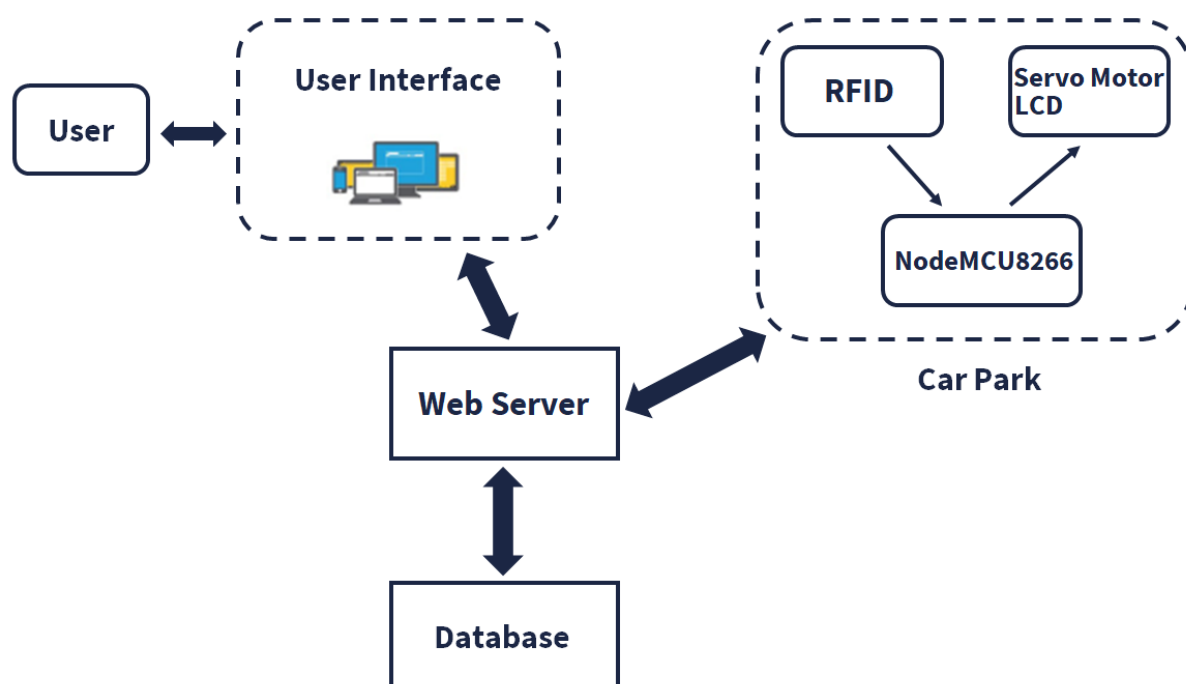 User
User Interface
RFID
Servo Motor
LCD
NodeMCU8266
Car Park
Web Server
Database